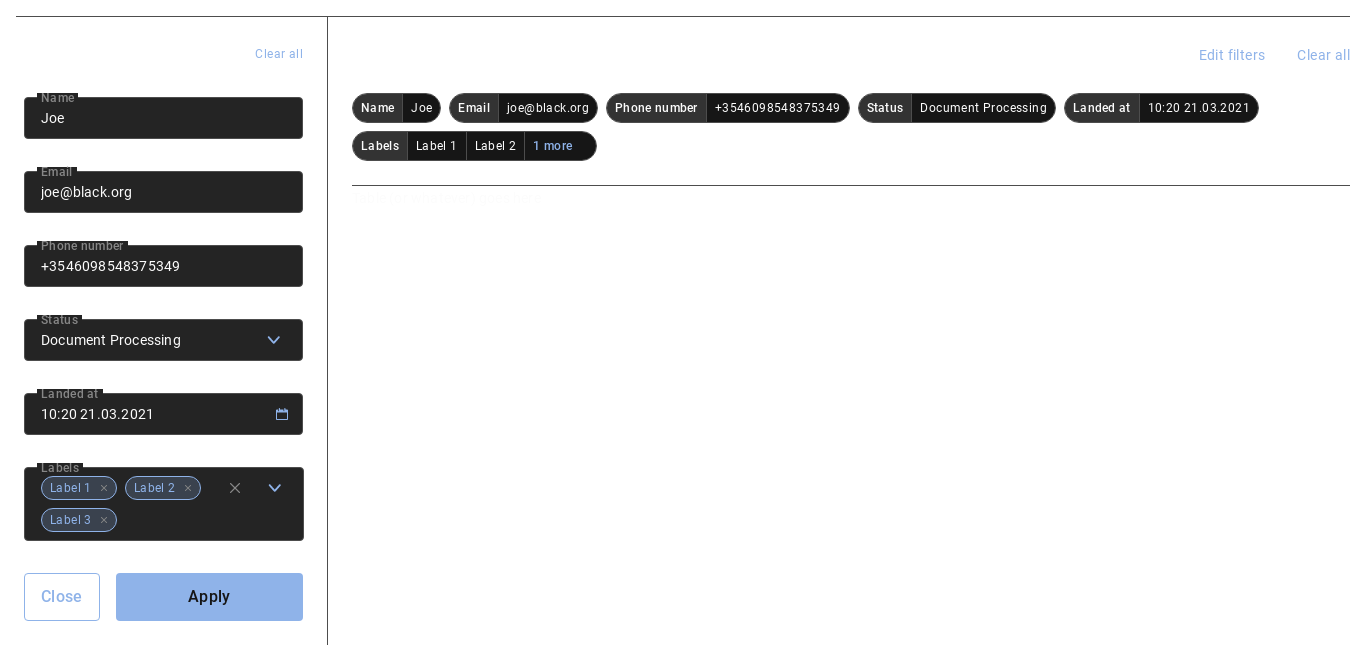 Clear all
Name
Joe
Email
joe@black.org
Phone number
+3546098548375349
Status
Document Processing
Landed at
10:20 21.03.2021
Labels
Label 1 Label 2
Label 3
Close Apply
Edit filters Clear all
Name Joe Email joe@black.org Phone number +3546098548375349 Status Document Processing Landed at 10:20 21.03.2021
Labels Label 1 Label 2 1 more